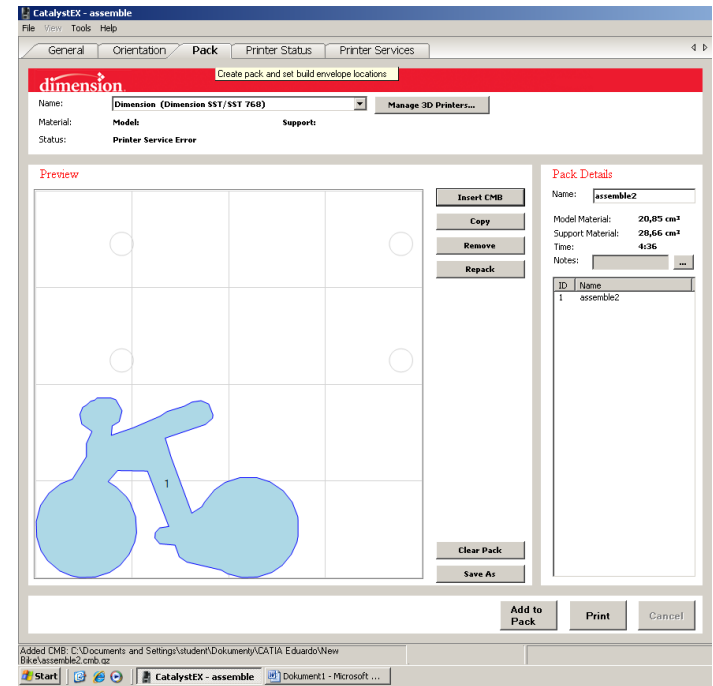 CatalystEX - assemble
File View Tools Help
General Orientation Pack Printer Status Printer Services
Create pack and set build envelope locations
dimension
Name: Dimension (Dimension SST/SST 768) Manage 3D Printers...
Material: Model: Support:
Status: Printer Service Error
Preview
Insert CMB
Copy
Remove
Repack
1
Clear Pack
Save As
Pack Details
Name: assemble2
Model Material: 20,85 cm³
Support Material: 28,66 cm³
Time: 4:36
Notes: ...
ID Name
1 assemble2
Add to
Pack
Print
Cancel
Added CMB: C:\Documents and Settings\student\Dokumenty\CATIA Eduardo\New
Bike\assemble2.cmb.gz
Start CatalystEX - assemble Dokument1 - Microsoft ...